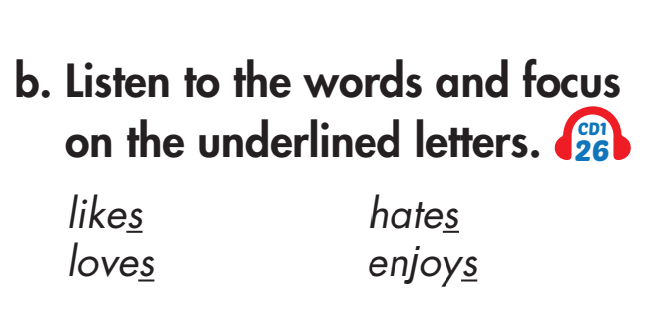 b. Listen to the words and focus
on the underlined letters. CD1
26
likes hates
loves enjoys